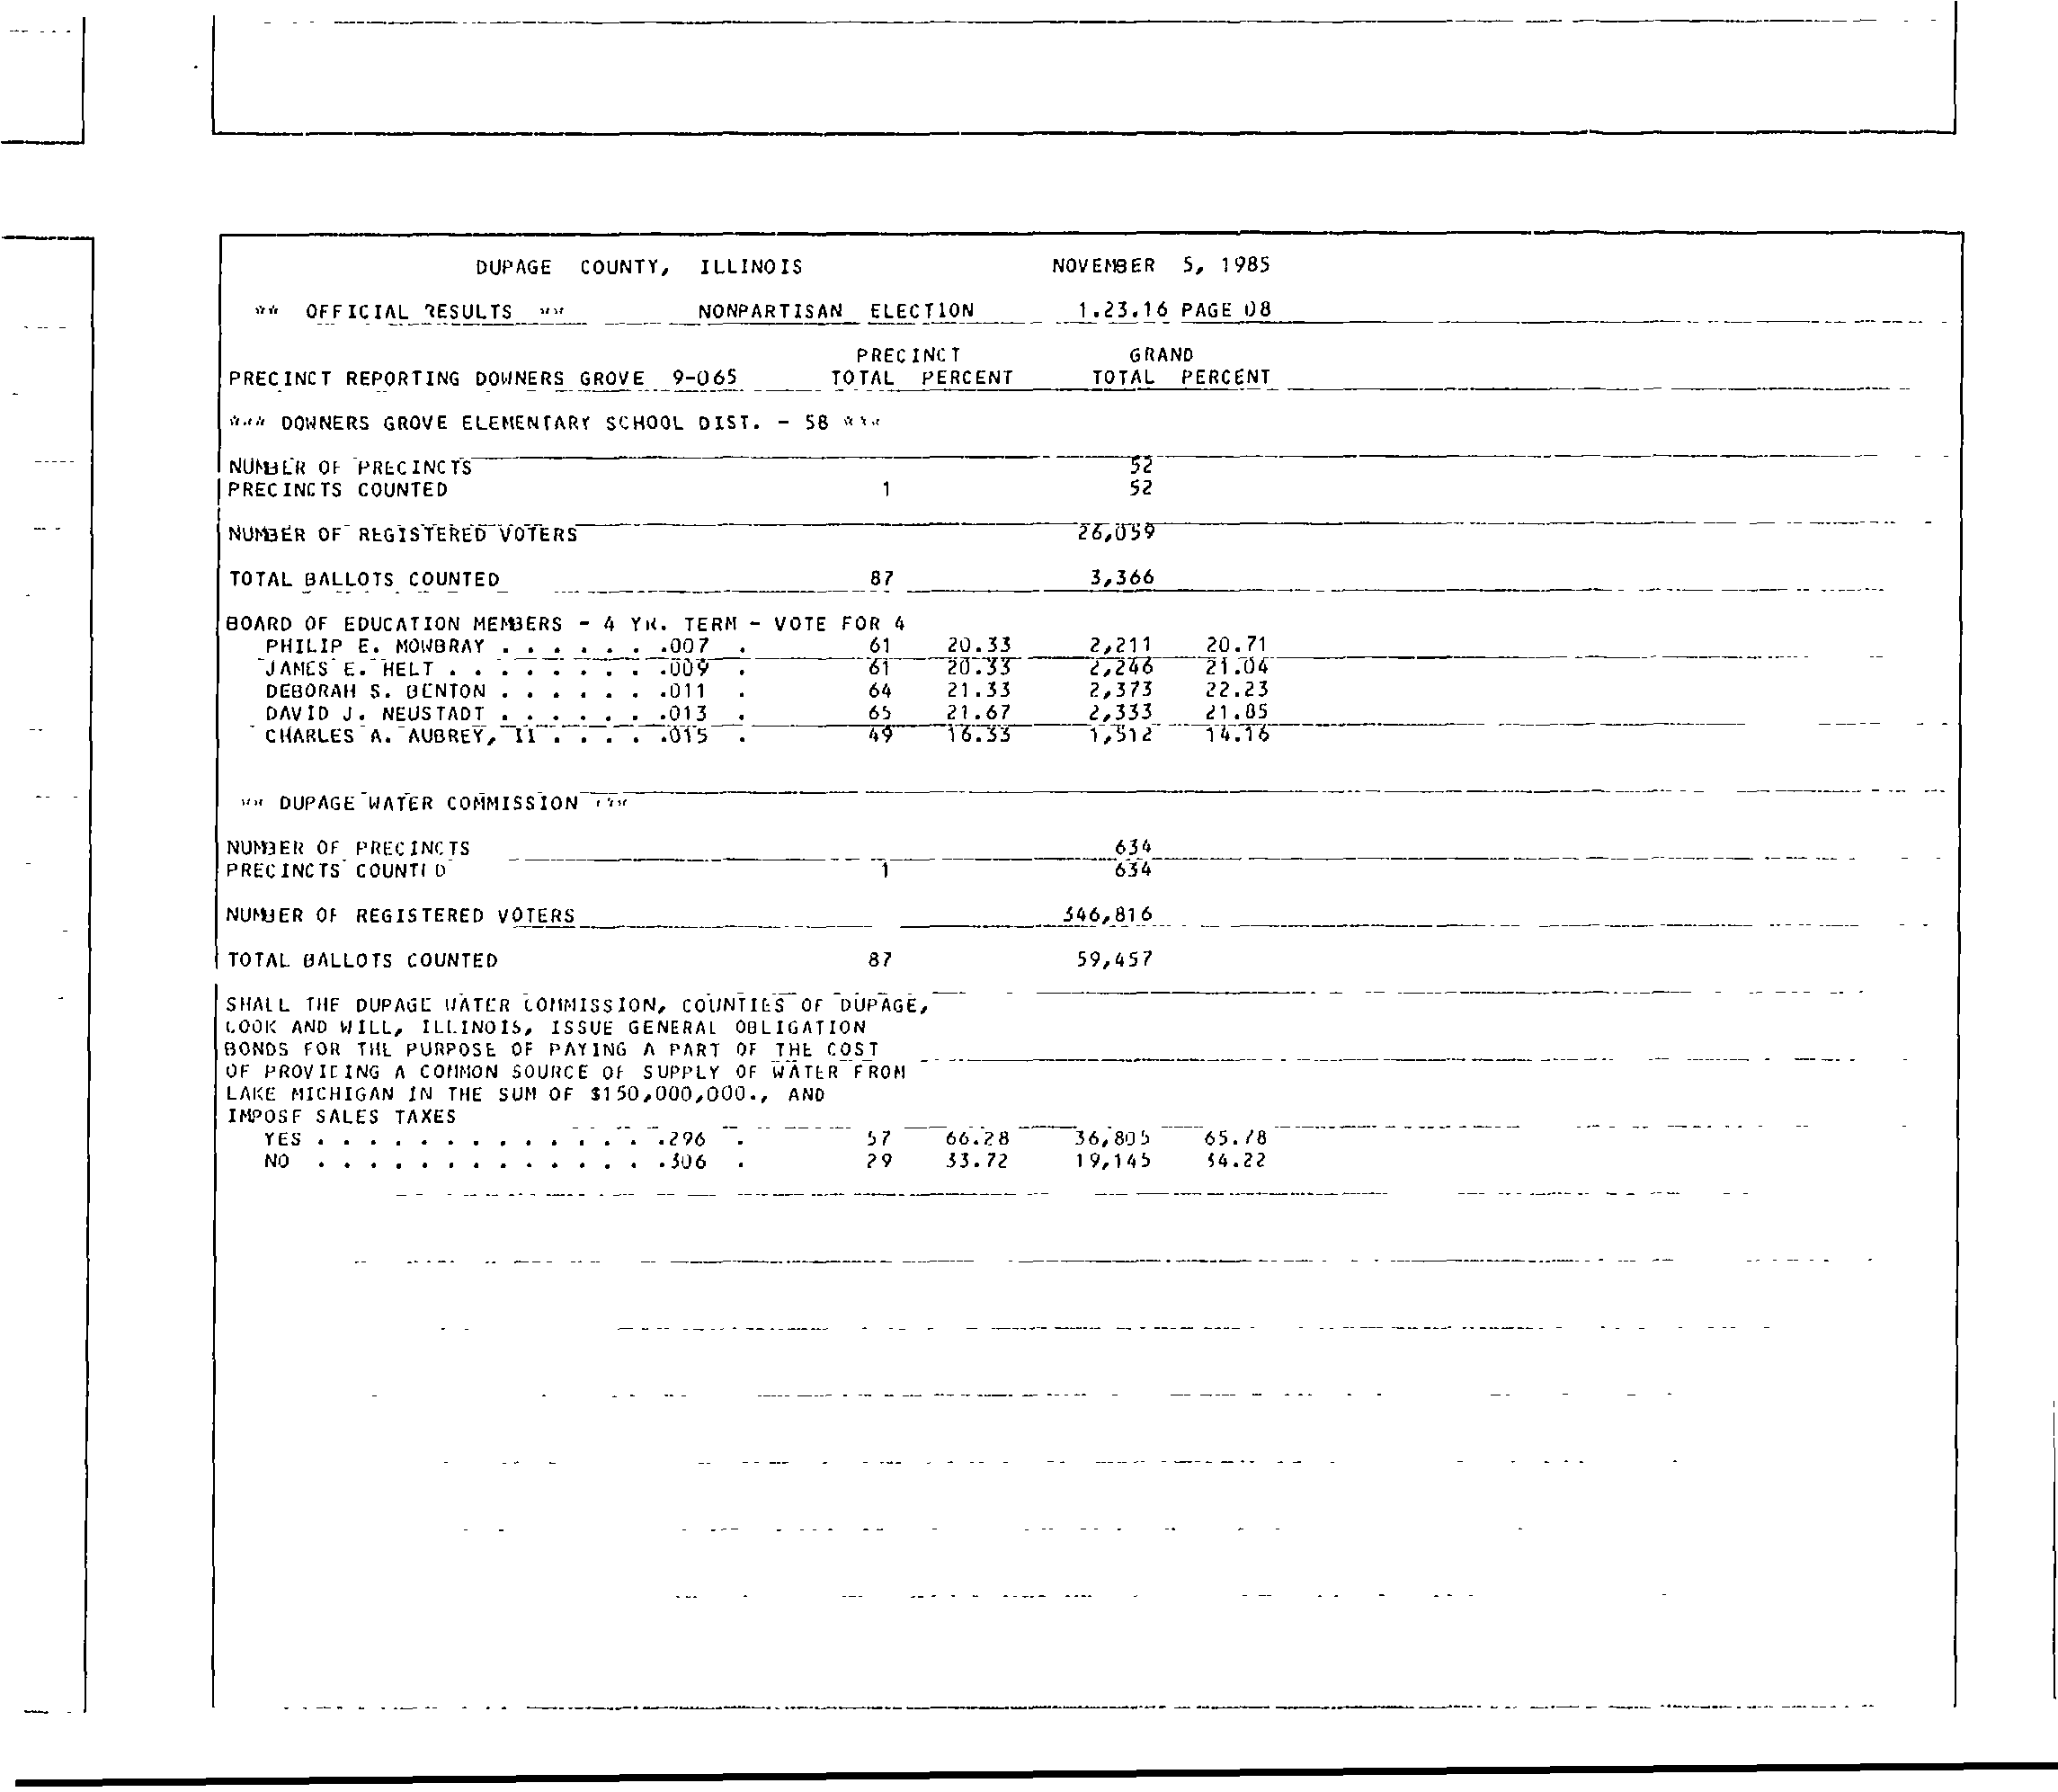 DUPAGE COUNTY, ILLINOIS NOVEMBER 5, 1985
** OFFICIAL RESULTS ** NONPARTISAN ELECTION 1.23.16 PAGE 08
PRECINCT GRAND
PRECINCT REPORTING DOWNERS GROVE 9-065 TOTAL PERCENT TOTAL PERCENT
*** DOWNERS GROVE ELEMENTARY SCHOOL DIST. - 58 ***
NUMBER OF PRECINCTS 52
PRECINCTS COUNTED 1 52
NUMBER OF REGISTERED VOTERS 26,059
TOTAL BALLOTS COUNTED 87 3,366
BOARD OF EDUCATION MEMBERS - 4 YR. TERM - VOTE FOR 4
PHILIP E. MOWBRAY . . . . . . .007 . 61 20.33 2,211 20.71
JAMES E. HELT . . . . . . . . .009 . 61 20.33 2,246 21.04
DEBORAH S. BENTON . . . . . . .011 . 64 21.33 2,373 22.23
DAVID J. NEUSTADT . . . . . . .013 . 65 21.67 2,333 21.85
CHARLES A. AUBREY, II . . . . .015 . 49 16.33 1,512 14.16
** DUPAGE WATER COMMISSION ***
NUMBER OF PRECINCTS 634
PRECINCTS COUNTED 1 634
NUMBER OF REGISTERED VOTERS 346,816
TOTAL BALLOTS COUNTED 87 59,457
SHALL THE DUPAGE WATER COMMISSION, COUNTIES OF DUPAGE,
COOK AND WILL, ILLINOIS, ISSUE GENERAL OBLIGATION
BONDS FOR THE PURPOSE OF PAYING A PART OF THE COST
OF PROVIDING A COMMON SOURCE OF SUPPLY OF WATER FROM
LAKE MICHIGAN IN THE SUM OF $150,000,000., AND
IMPOSE SALES TAXES
YES . . . . . . . . . . . . . .296 . 57 66.28 36,805 65.78
NO . . . . . . . . . . . . . .306 . 29 33.72 19,145 34.22